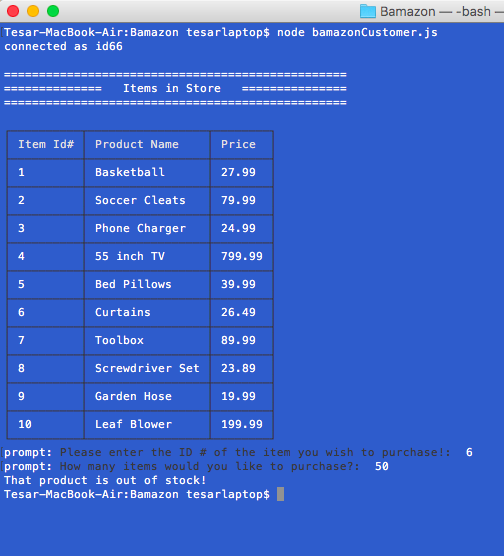 Bamazon — -bash —
Tesar-MacBook-Air:Bamazon tesarlaptop$ node bamazonCustomer.js
connected as id66
=================================================
============== Items in Store ===============
=================================================
Item Id# Product Name Price
1 Basketball 27.99
2 Soccer Cleats 79.99
3 Phone Charger 24.99
4 55 inch TV 799.99
5 Bed Pillows 39.99
6 Curtains 26.49
7 Toolbox 89.99
8 Screwdriver Set 23.89
9 Garden Hose 19.99
10 Leaf Blower 199.99
prompt: Please enter the ID # of the item you wish to purchase!: 6
prompt: How many items would you like to purchase?: 50
That product is out of stock!
Tesar-MacBook-Air:Bamazon tesarlaptop$